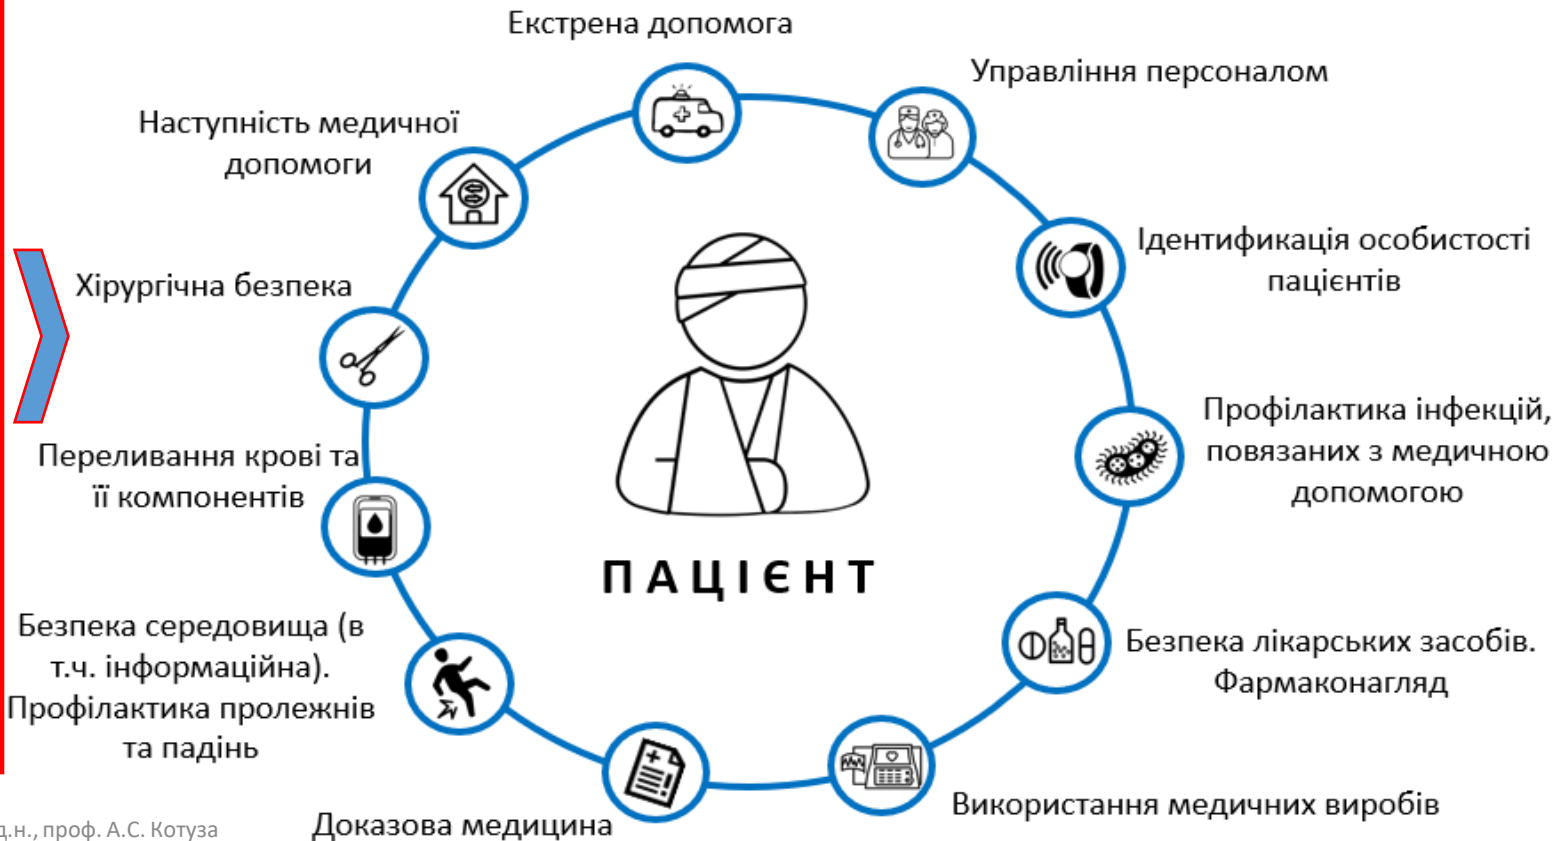 Екстрена допомога
Управління персоналом
Наступність медичної
допомоги
Ідентификація особистості
пацієнтів
Хірургічна безпека
Профілактика інфекцій,
повязаних з медичною
допомогою
Переливання крові та
її компонентів
ПАЦІЄНТ
Безпека середовища (в
т.ч. інформаційна).
Профілактика пролежнів
та падінь
Безпека лікарських засобів.
Фармаконагляд
Використання медичних виробів
Доказова медицина
д.н., проф. А.С. Котуза